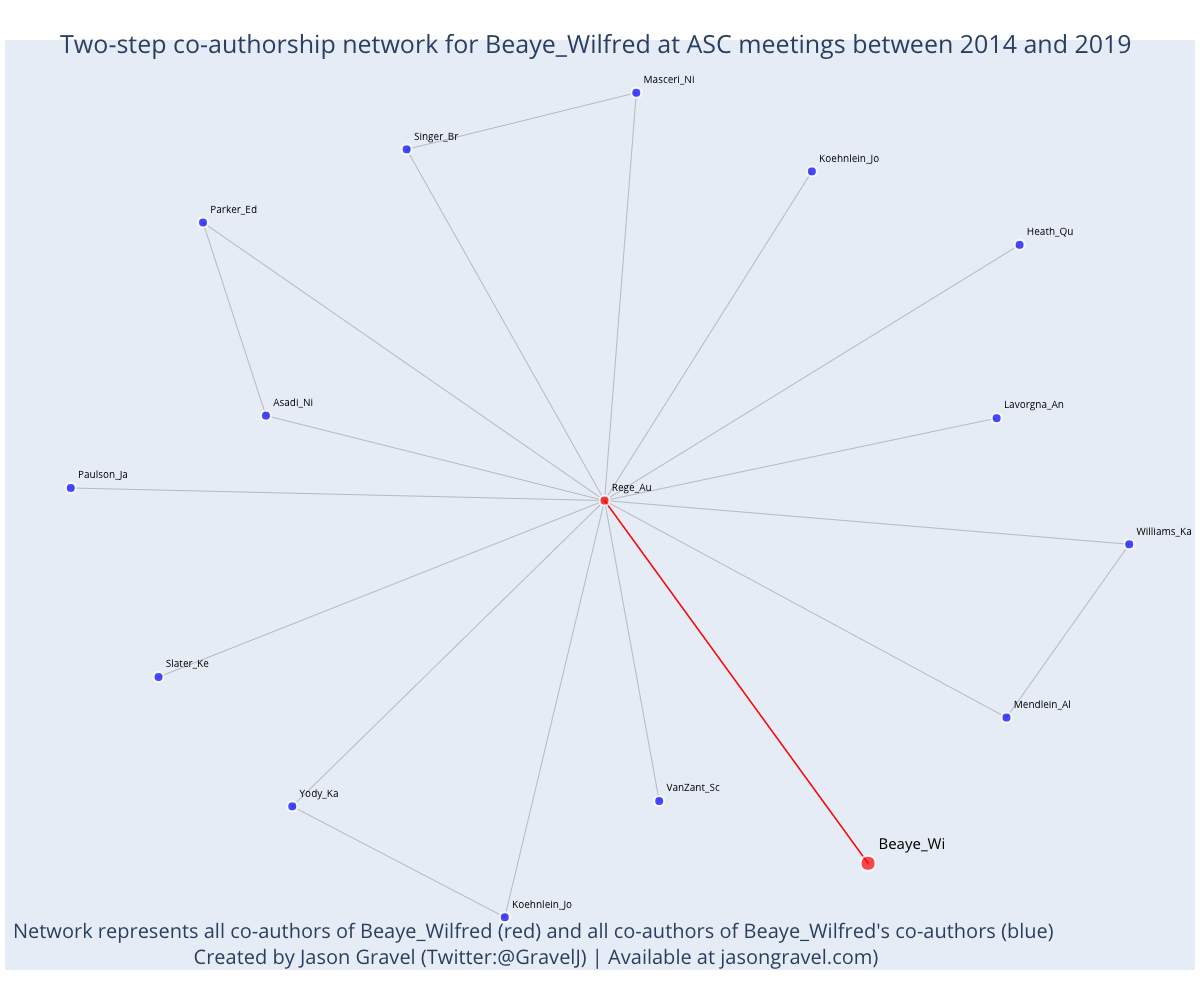 Two-step co-authorship network for Beaye_Wilfred at ASC meetings between 2014 and 2019
Masceri_Ni
Singer_Br
Koehnlein_Jo
Parker_Ed
Heath_Qu
Asadi_Ni
Lavorgna_An
Paulson_Ja
Rege_Au
Williams_Ka
Slater_Ke
Mendlein_Al
VanZant_Sc
Yody_Ka
Beaye_Wi
Koehnlein_Jo
Network represents all co-authors of Beaye_Wilfred (red) and all co-authors of Beaye_Wilfred's co-authors (blue)
Created by Jason Gravel (Twitter:@GravelJ) | Available at jasongravel.com)